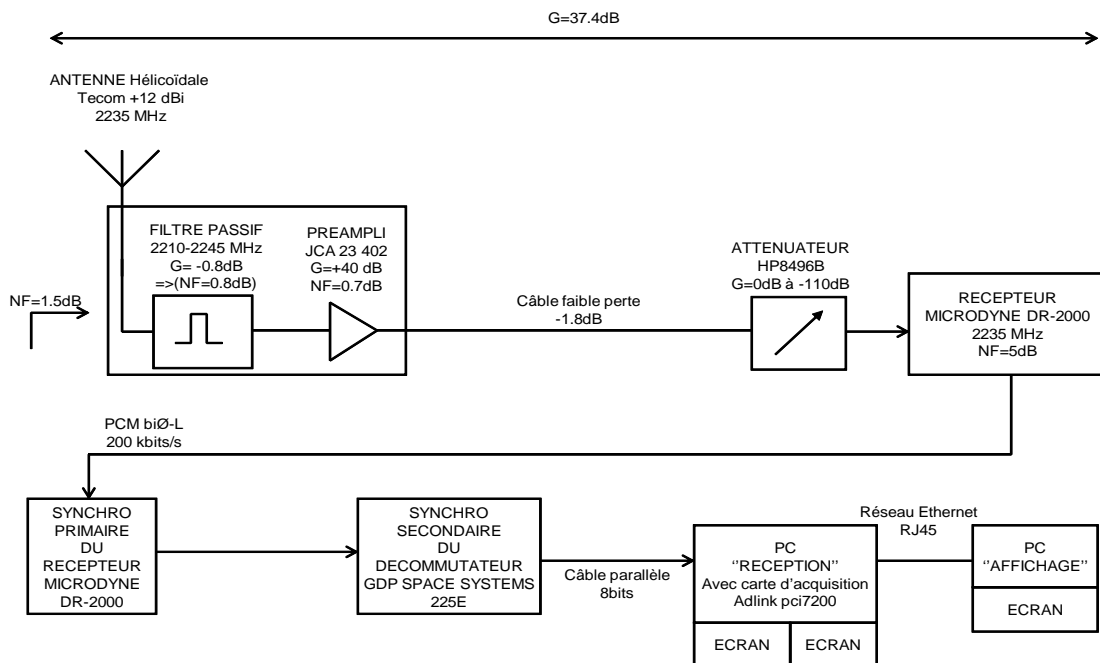 G=37.4dB
ANTENNE Hélicoïdale
Tecom +12 dBi
2235 MHz
FILTRE PASSIF
2210-2245 MHz
G= -0.8dB
=>(NF=0.8dB)
PREAMPLI
JCA 23 402
G=+40 dB
NF=0.7dB
NF=1.5dB
Câble faible perte
-1.8dB
ATTENUATEUR
HP8496B
G=0dB à -110dB
RECEPTEUR
MICRODYNE DR-2000
2235 MHz
NF=5dB
PCM biØ-L
200 kbits/s
SYNCHRO
PRIMAIRE
DU
RECEPTEUR
MICRODYNE
DR-2000
SYNCHRO
SECONDAIRE
DU
DECOMMUTATEUR
GDP SPACE SYSTEMS
225E
Câble parallèle
8bits
PC
‘’RECEPTION’’
Avec carte d’acquisition
Adlink pci7200
ECRAN
ECRAN
Réseau Ethernet
RJ45
PC
‘’AFFICHAGE’’
ECRAN